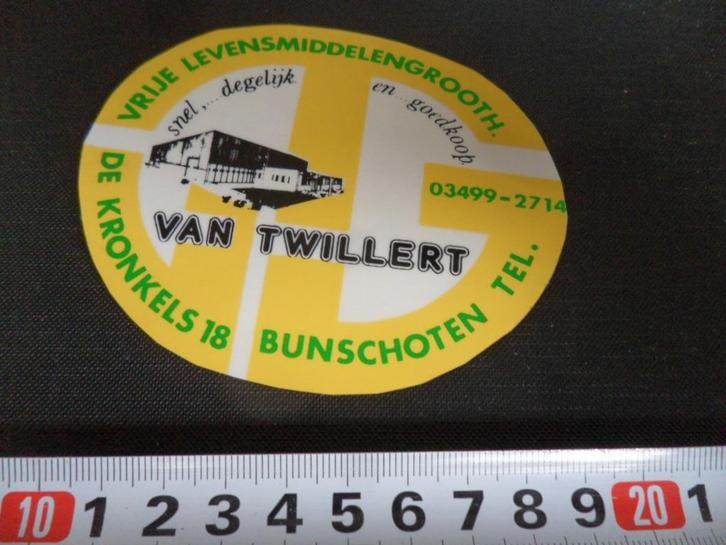 VRIJE LEVENSMIDDELENGROOTH.
snel,... degelijk en... goedkoop
03499-2714
VAN TWILLERT
DE KRONKELS 18 BUNSCHOTEN TEL.
10 1 2 3 4 5 6 7 8 9 20 1